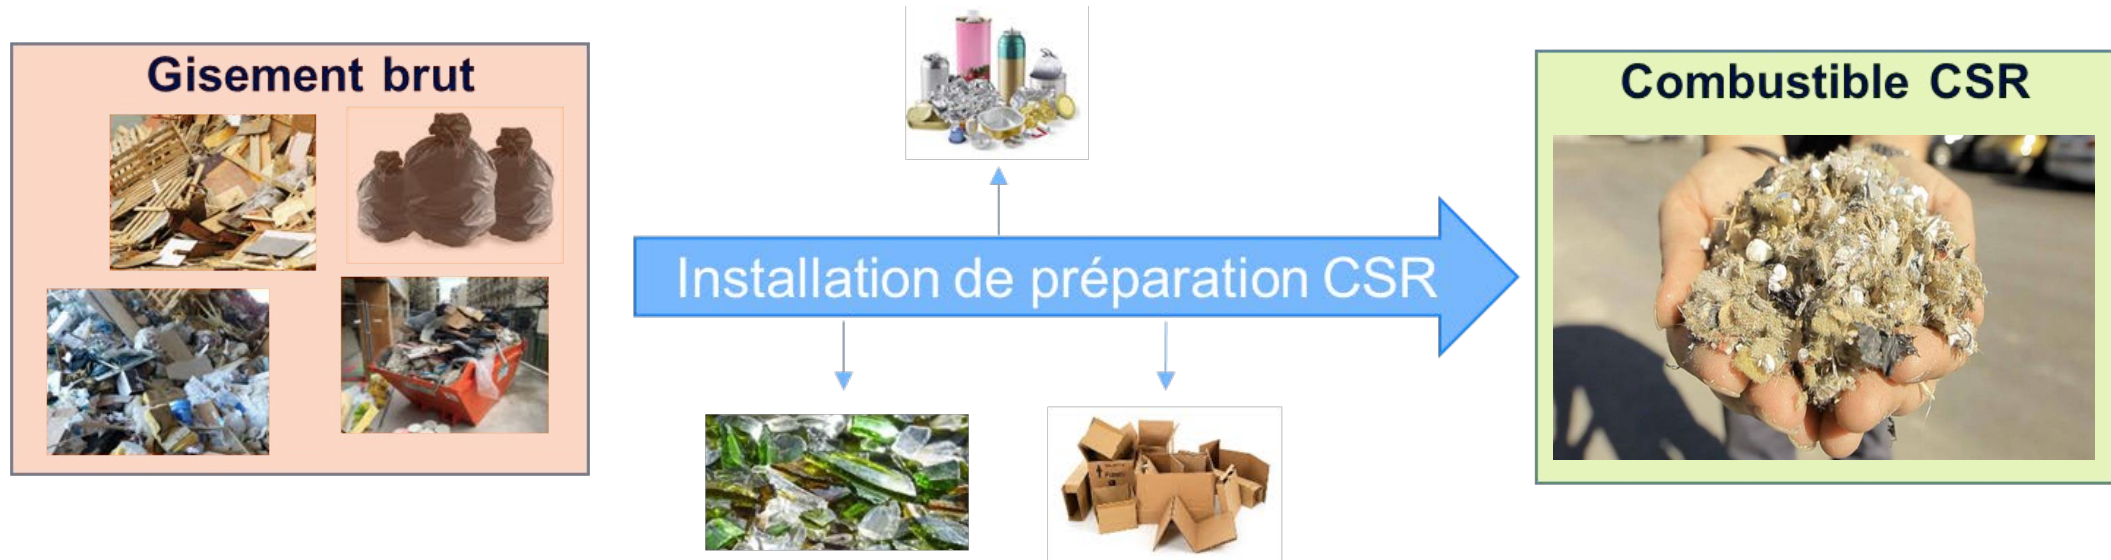 Gisement brut
Installation de préparation CSR
Combustible CSR